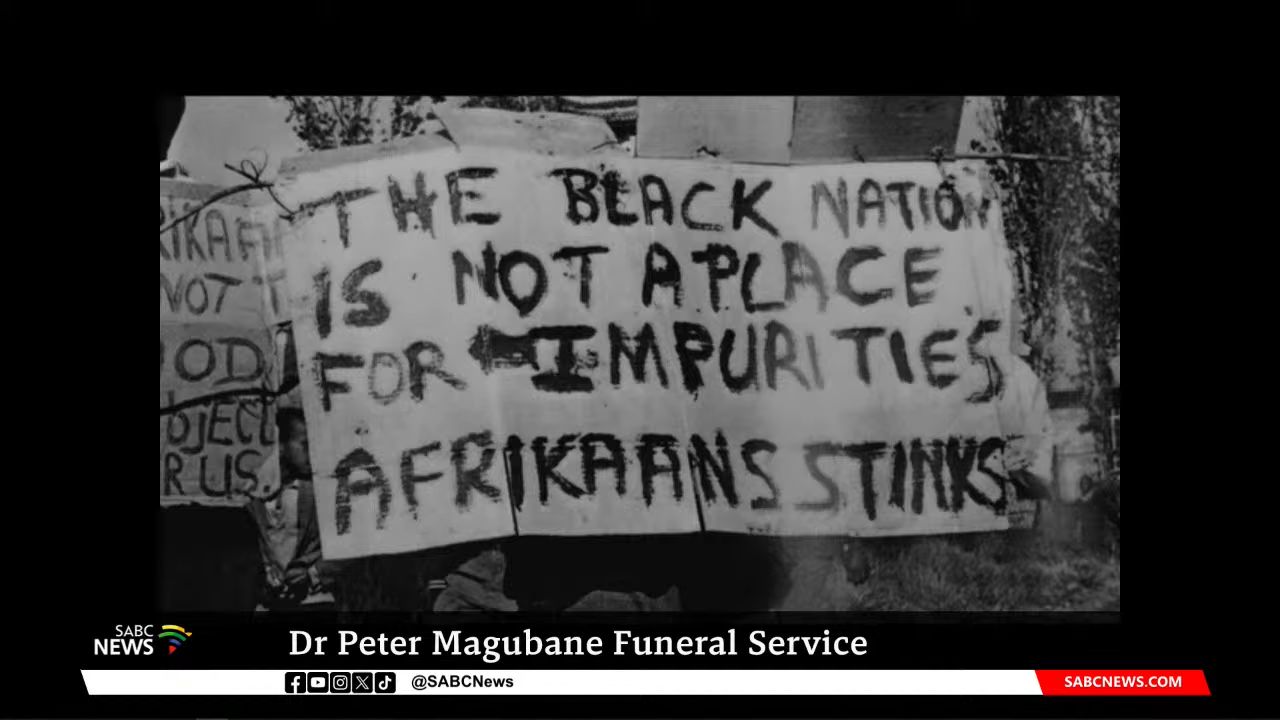 THE BLACK NATION
IS NOT A PLACE
FOR IMPURITIES
AFRIKAANS STINKS
NOT T
OD
R US.
SABC
NEWS
Dr Peter Magubane Funeral Service
@SABCNews
SABCNEWS.COM